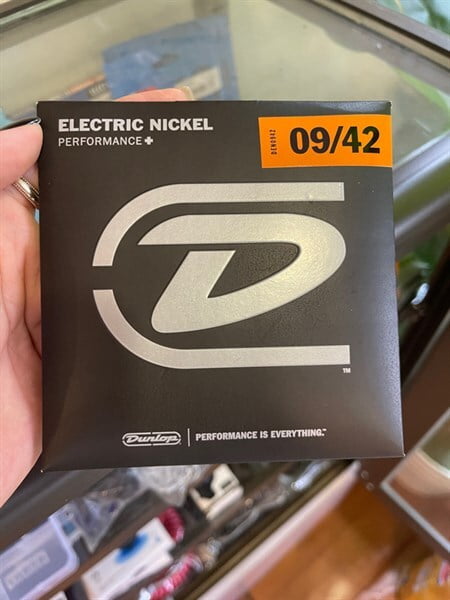 ELECTRIC NICKEL
PERFORMANCE+
DEN0942
09/42
D
TM
Dunlop
PERFORMANCE IS EVERYTHING.™